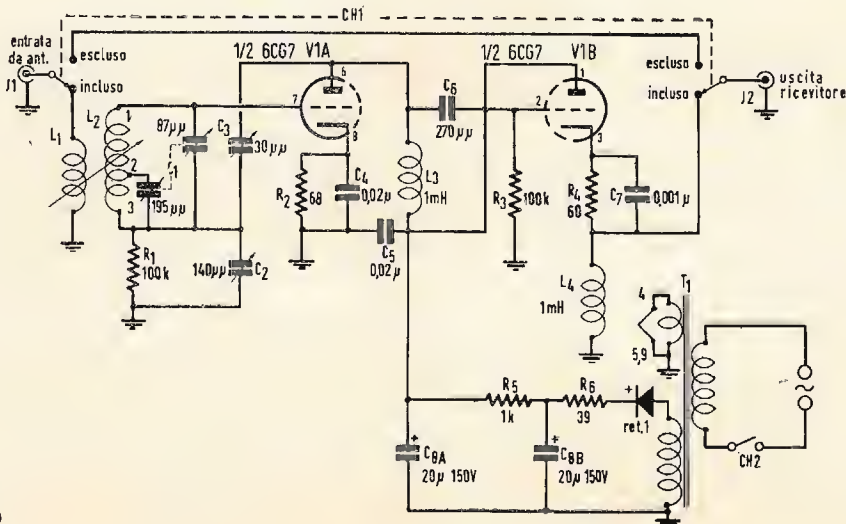 CH1
entrata
da ant.
J1
escluso
incluso
1/2 6CG7 V1A
1/2 6CG7 V1B
escluso
incluso
uscita
ricevitore
J2
L1
L2
1
2
3
87µµ
C3
30µµ
1
195µµ
6
7
8
C6
270µµ
1
2
3
R2
68
C4
0,02µ
L3
1mH
R3
100k
R4
60
C7
0,001µ
C5
0,02µ
R1
100k
140µµ
C2
L4
1mH
T1
4
5,9
R5
1k
R6
39
+
ret.1
CH2
+
C8A
20µ 150V
+
C8B
20µ 150V